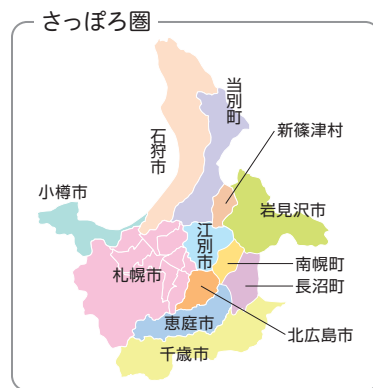 さっぽろ圏
当別町
石狩市
新篠津村
小樽市
岩見沢市
江別市
札幌市
南幌町
長沼町
恵庭市
北広島市
千歳市